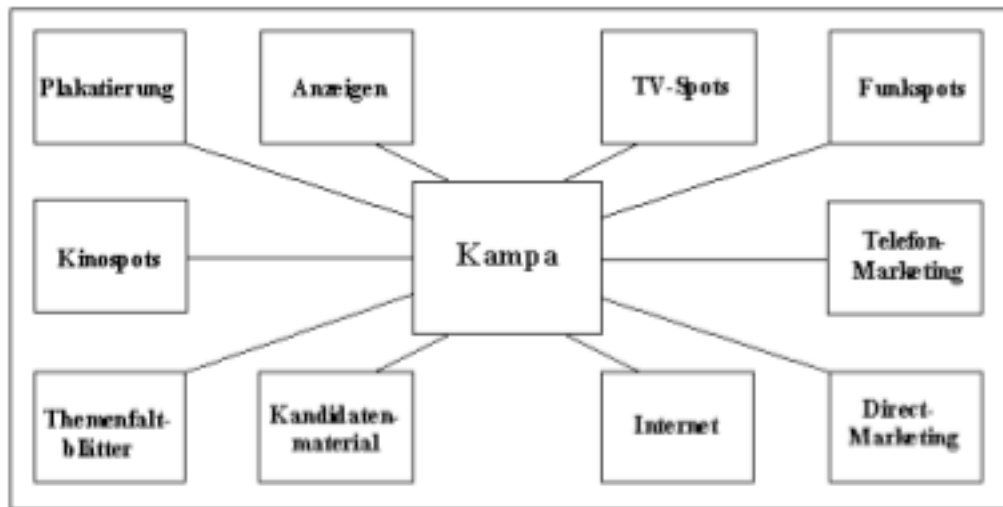 Plakatierung
Anzeigen
TV-Spots
Funkspots
Kinospots
Kampa
Telefon-
Marketing
Themenfalt-
blätter
Kandidaten-
material
Internet
Direct-
Marketing